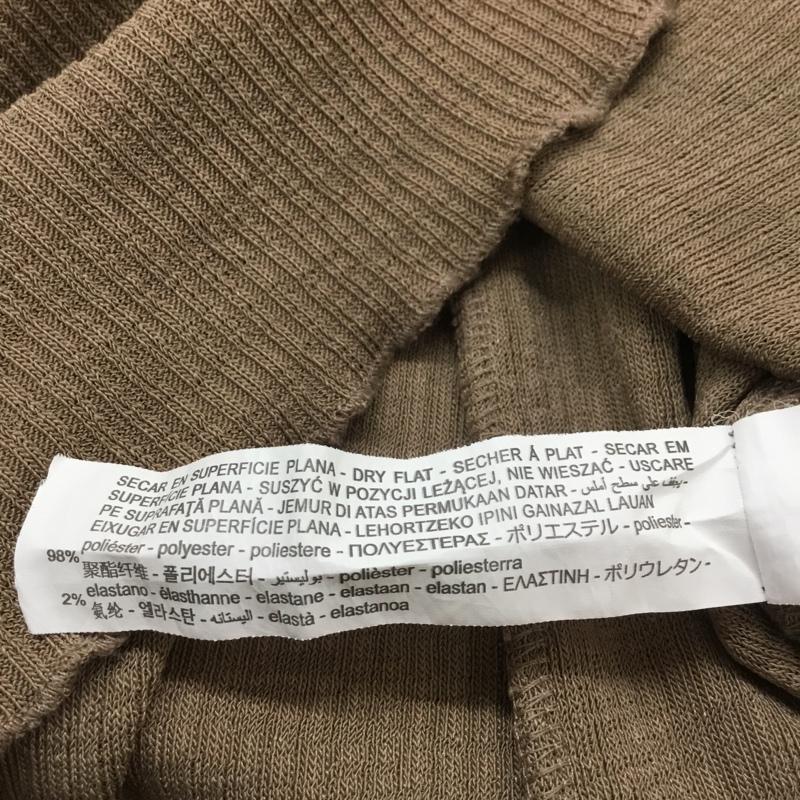 SECAR EN SUPERFICIE PLANA - DRY FLAT - SECHER À PLAT - SECAR EM
SUPERFÍCIE PLANA - SUSZYĆ W POZYCJI LEŻĄCEJ, NIE WIESZAĆ - USCARE
PE SUPRAFAȚĂ PLANĂ - JEMUR DI ATAS PERMUKAAN DATAR - يجفف على سطح أملس -
EIXUGAR EN SUPERFÍCIE PLANA - LEHORTZEKO IPINI GAINAZAL LAUAN
98% poliéster - polyester - poliestere - ΠΟΛΥΕΣΤΕΡΑΣ - ポリエステル - poliester -
聚酯纤维 - 폴리에스터 - بوليستير - polièster - poliesterra
2% elastano - élasthanne - elastane - elastaan - elastan - ΕΛΑΣΤΙΝΗ - ポリウレタン -
氨纶 - 엘라스탄 - اليستانه - elastà - elastanoa